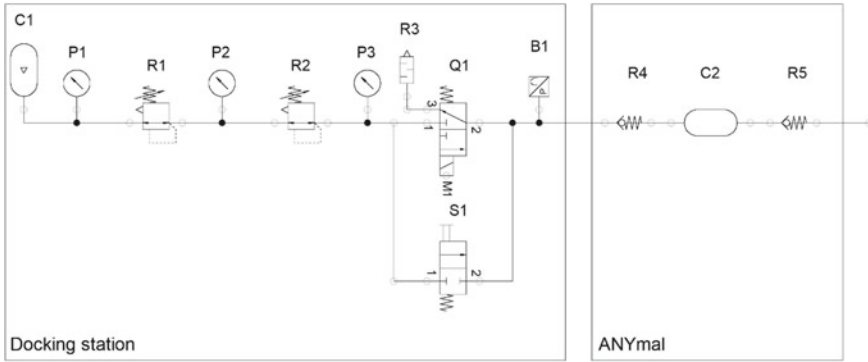 C1
P1
R1
P2
R2
P3
R3
Q1
B1
R4
C2
R5
3
1
2
M1
S1
1
2
P
Docking station
ANYmal